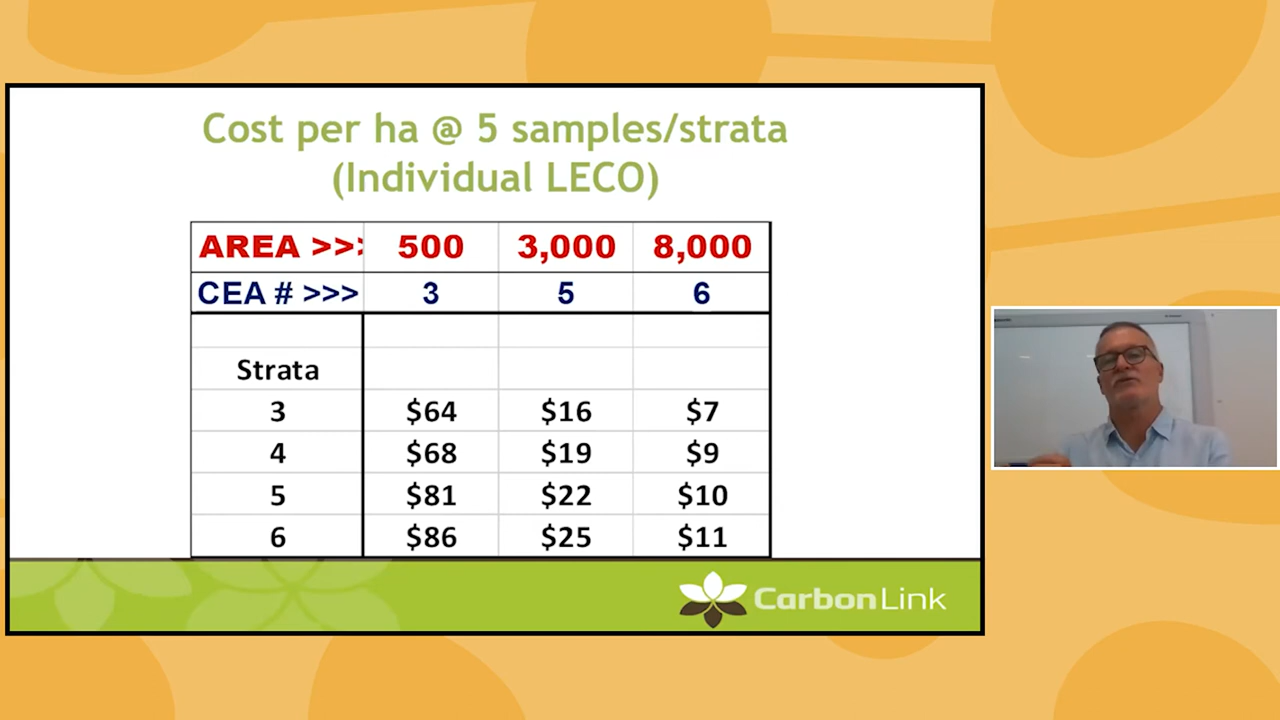 Cost per ha @ 5 samples/strata
(Individual LECO)
AREA >>> 500 3,000 8,000
CEA # >>> 3 5 6
Strata
3 $64 $16 $7
4 $68 $19 $9
5 $81 $22 $10
6 $86 $25 $11
CarbonLink